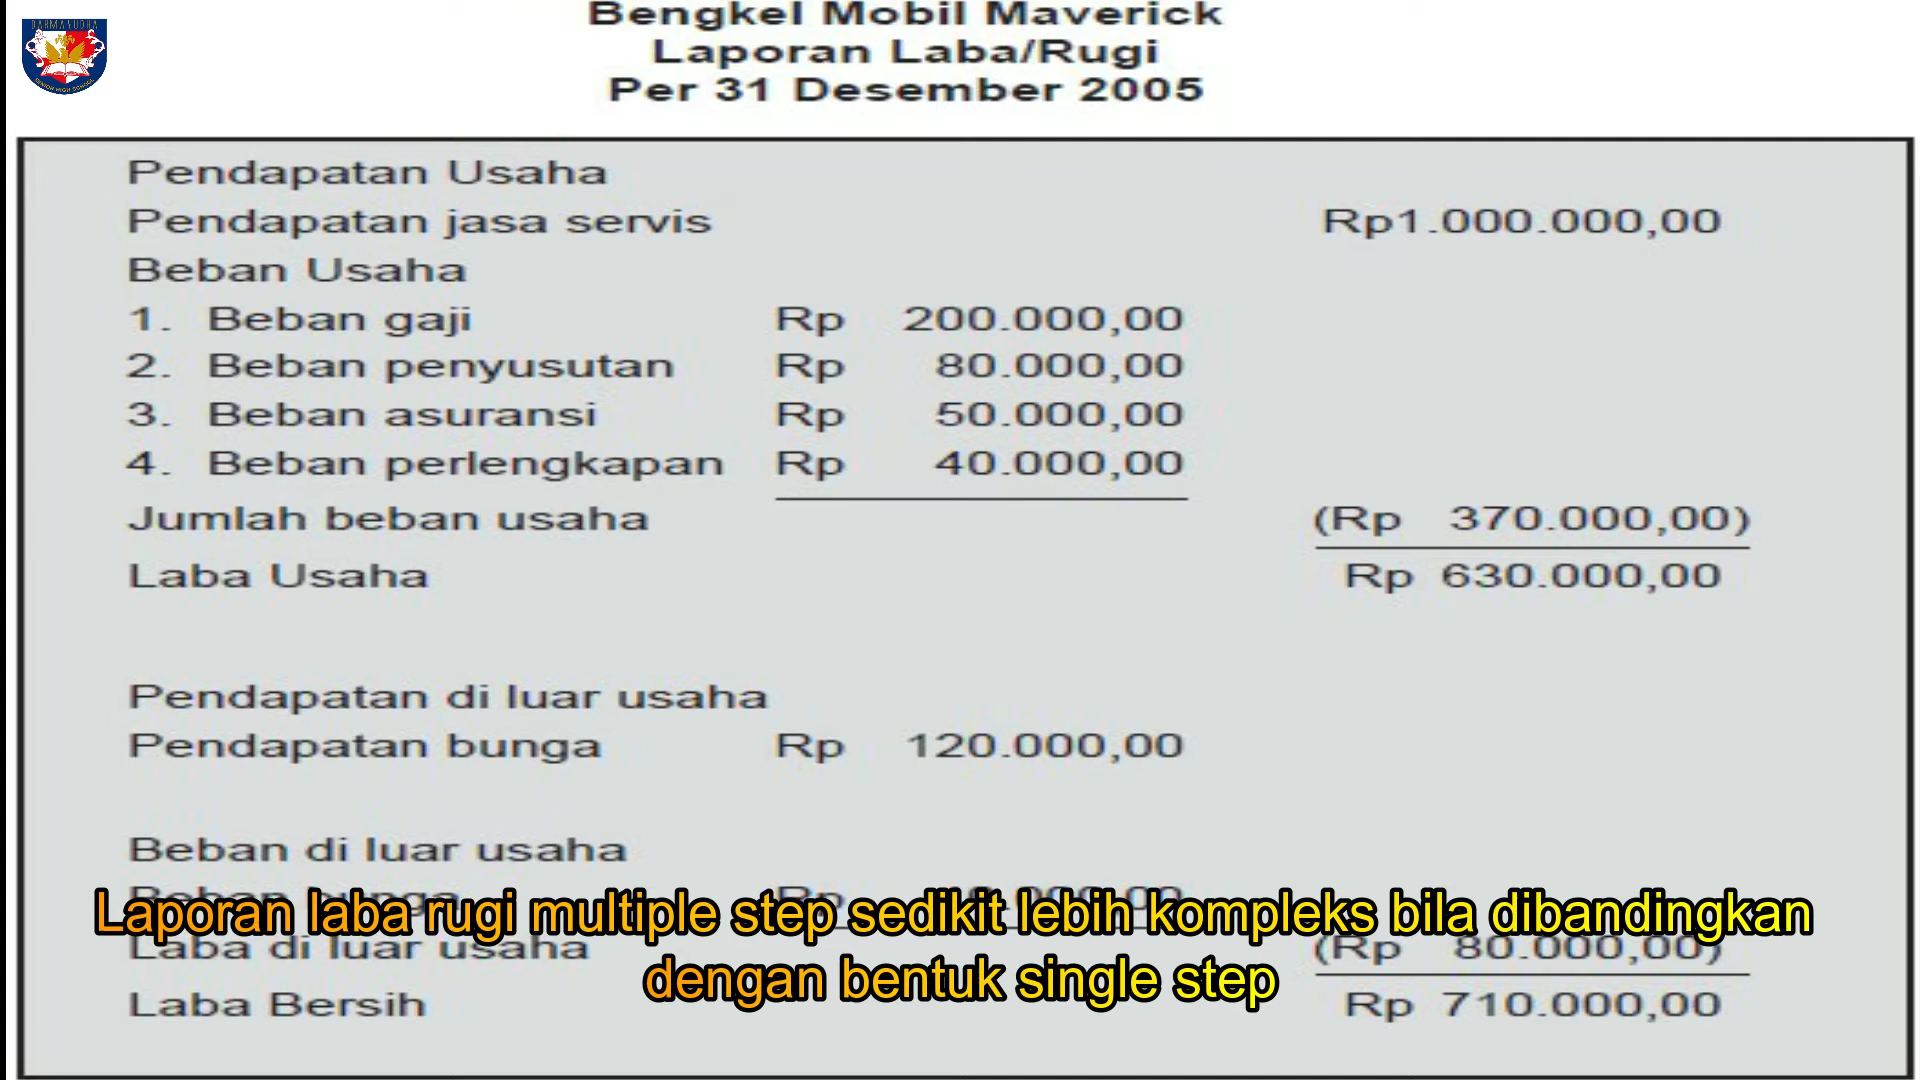 Bengkel Mobil Maverick
Laporan Laba/Rugi
Per 31 Desember 2005
Pendapatan Usaha
Pendapatan jasa servis Rp1.000.000,00
Beban Usaha
1. Beban gaji Rp 200.000,00
2. Beban penyusutan Rp 80.000,00
3. Beban asuransi Rp 50.000,00
4. Beban perlengkapan Rp 40.000,00
Jumlah beban usaha (Rp 370.000,00)
Laba Usaha Rp 630.000,00
Pendapatan di luar usaha
Pendapatan bunga Rp 120.000,00
Beban di luar usaha
Beban bunga Rp
Laporan laba rugi multiple step sedikit lebih kompleks bila dibandingkan
Laba di luar usaha (Rp 80.000,00)
dengan bentuk single step
Laba Bersih Rp 710.000,00